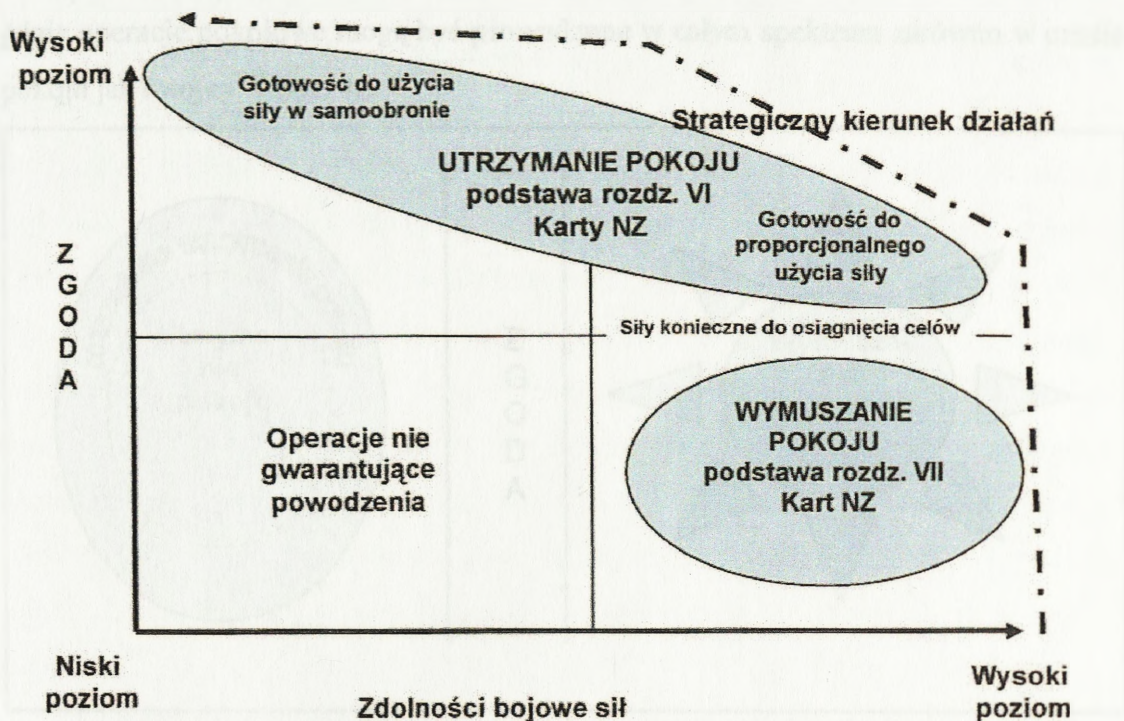 Wysoki
poziom
Gotowość do użycia
siły w samoobronie
Strategiczny kierunek działań
UTRZYMANIE POKOJU
podstawa rozdz. VI
Karty NZ
Gotowość do
proporcjonalnego
użycia siły
Z
G
O
D
A
Siły konieczne do osiągnięcia celów
Operacje nie
gwarantujące
powodzenia
WYMUSZANIE
POKOJU
podstawa rozdz. VII
Kart NZ
Niski
poziom
Zdolności bojowe sił
Wysoki
poziom